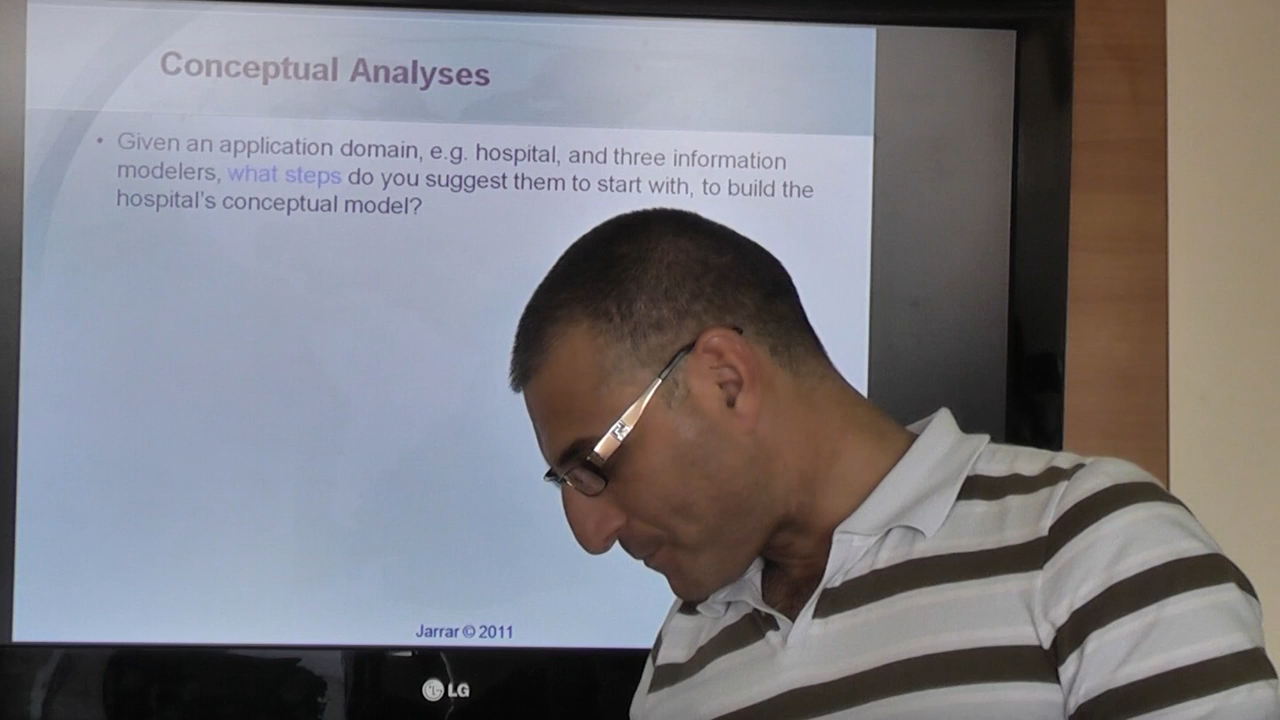 Conceptual Analyses
• Given an application domain, e.g. hospital, and three information
modelers, what steps do you suggest them to start with, to build the
hospital's conceptual model?
Jarrar © 2011
LG